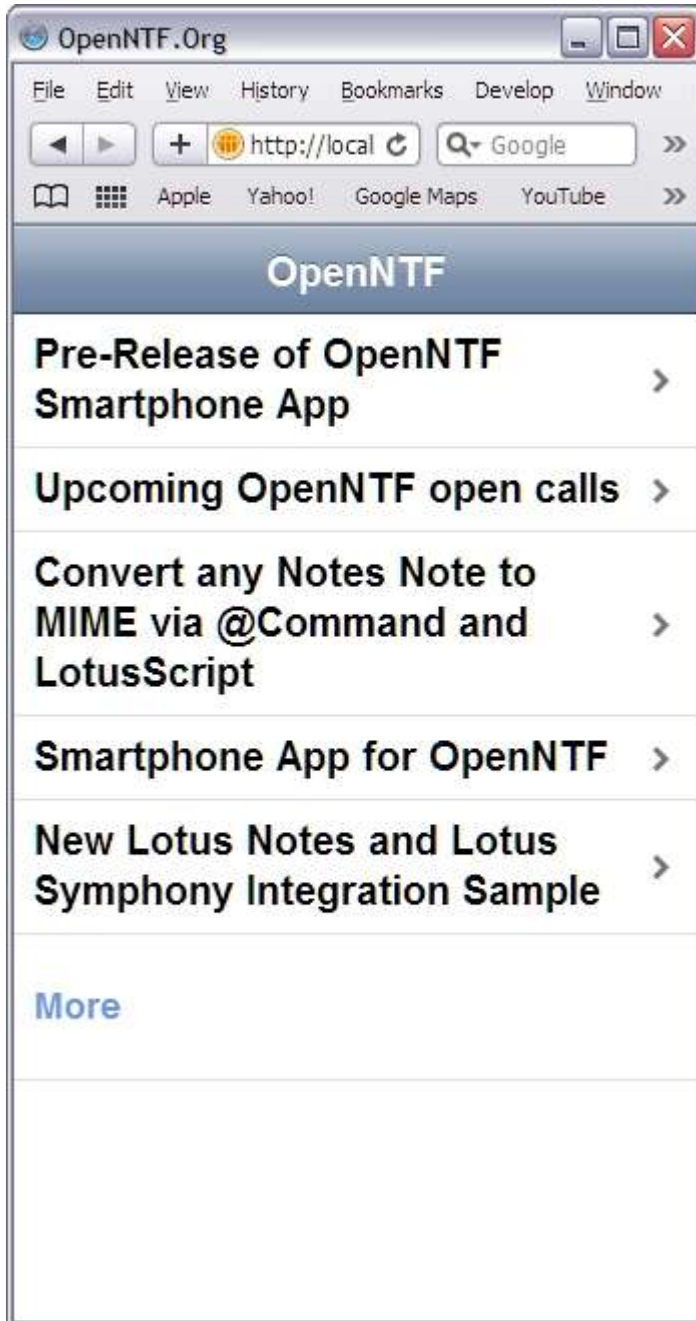 OpenNTF.Org
File Edit View History Bookmarks Develop Window
http://local Google
Apple Yahoo! Google Maps YouTube
OpenNTF
Pre-Release of OpenNTF
Smartphone App
Upcoming OpenNTF open calls
Convert any Notes Note to
MIME via @Command and
LotusScript
Smartphone App for OpenNTF
New Lotus Notes and Lotus
Symphony Integration Sample
More